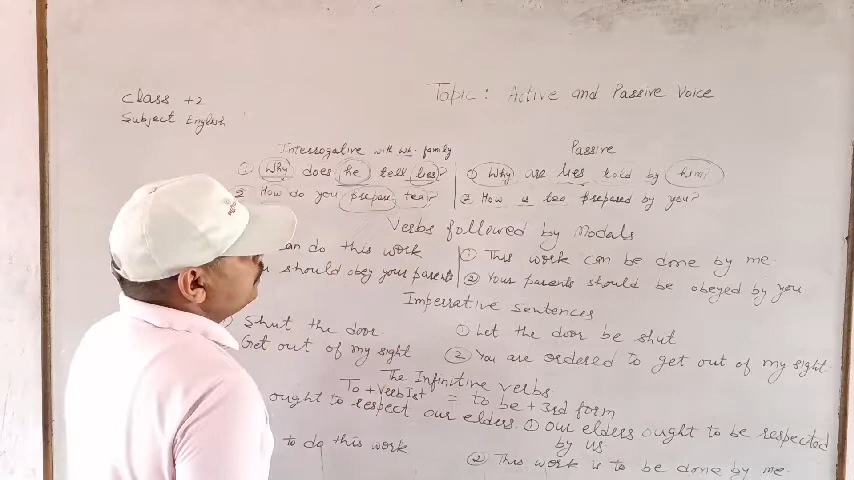 Class +2
Subject English
Topic: Active and Passive Voice
Interrogative with wh. family
Passive
① Why does he tell lies?
① Why are lies told by him?
2 How do you prepare tea?
2 How is tea prepared by you?
Verbs followed by Modals
an do this work
① This work can be done by me.
should obey your parents
② Your parents should be obeyed by you
Imperative Sentences
Shut the door
① Let the door be shut
Get out of my sight
② You are ordered to get out of my sight.
The Infinitive verbs
To + Verb Ist = to be + 3rd form
ought to respect our elders.
① Our elders ought to be respected
by us
to do this work
② This work is to be done by me.